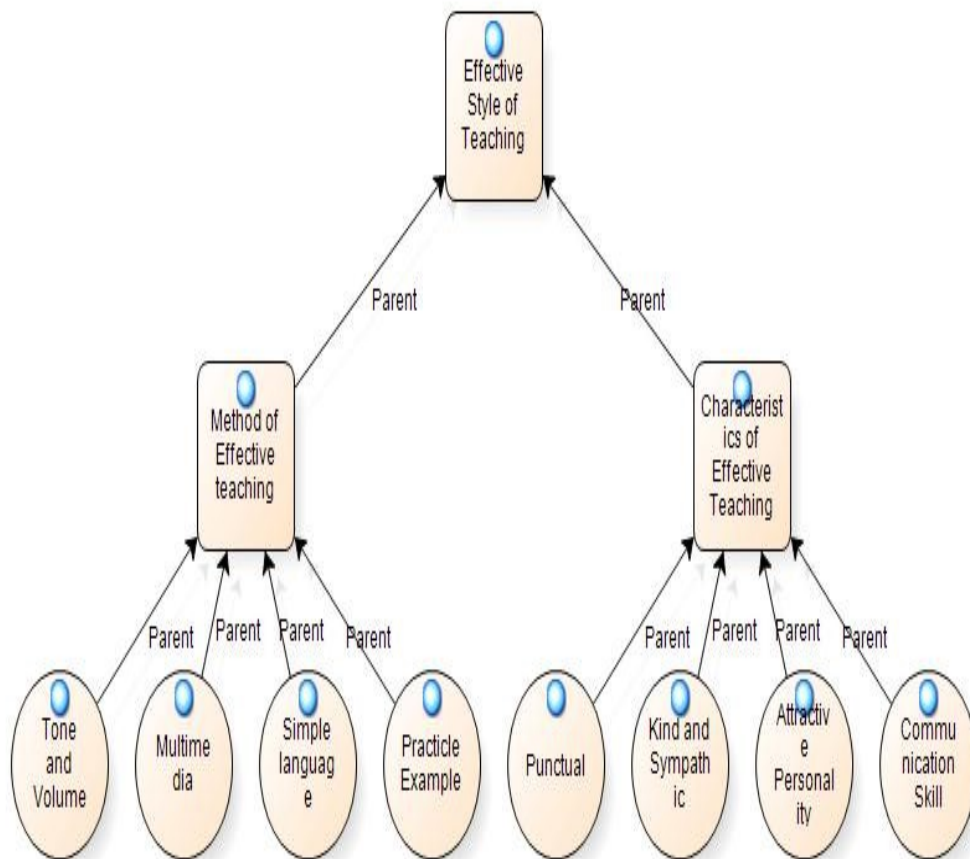 Effective
Style of
Teaching
Parent
Parent
Method of
Effective
teaching
Characterist
ics of
Effective
Teaching
Parent
Parent
Parent
Parent
Parent
Parent
Parent
Parent
Tone
and
Volume
Multime
dia
Simple
languag
e
Practicle
Example
Punctual
Kind and
Sympath
ic
Attractiv
e
Personal
ity
Commu
nication
Skill